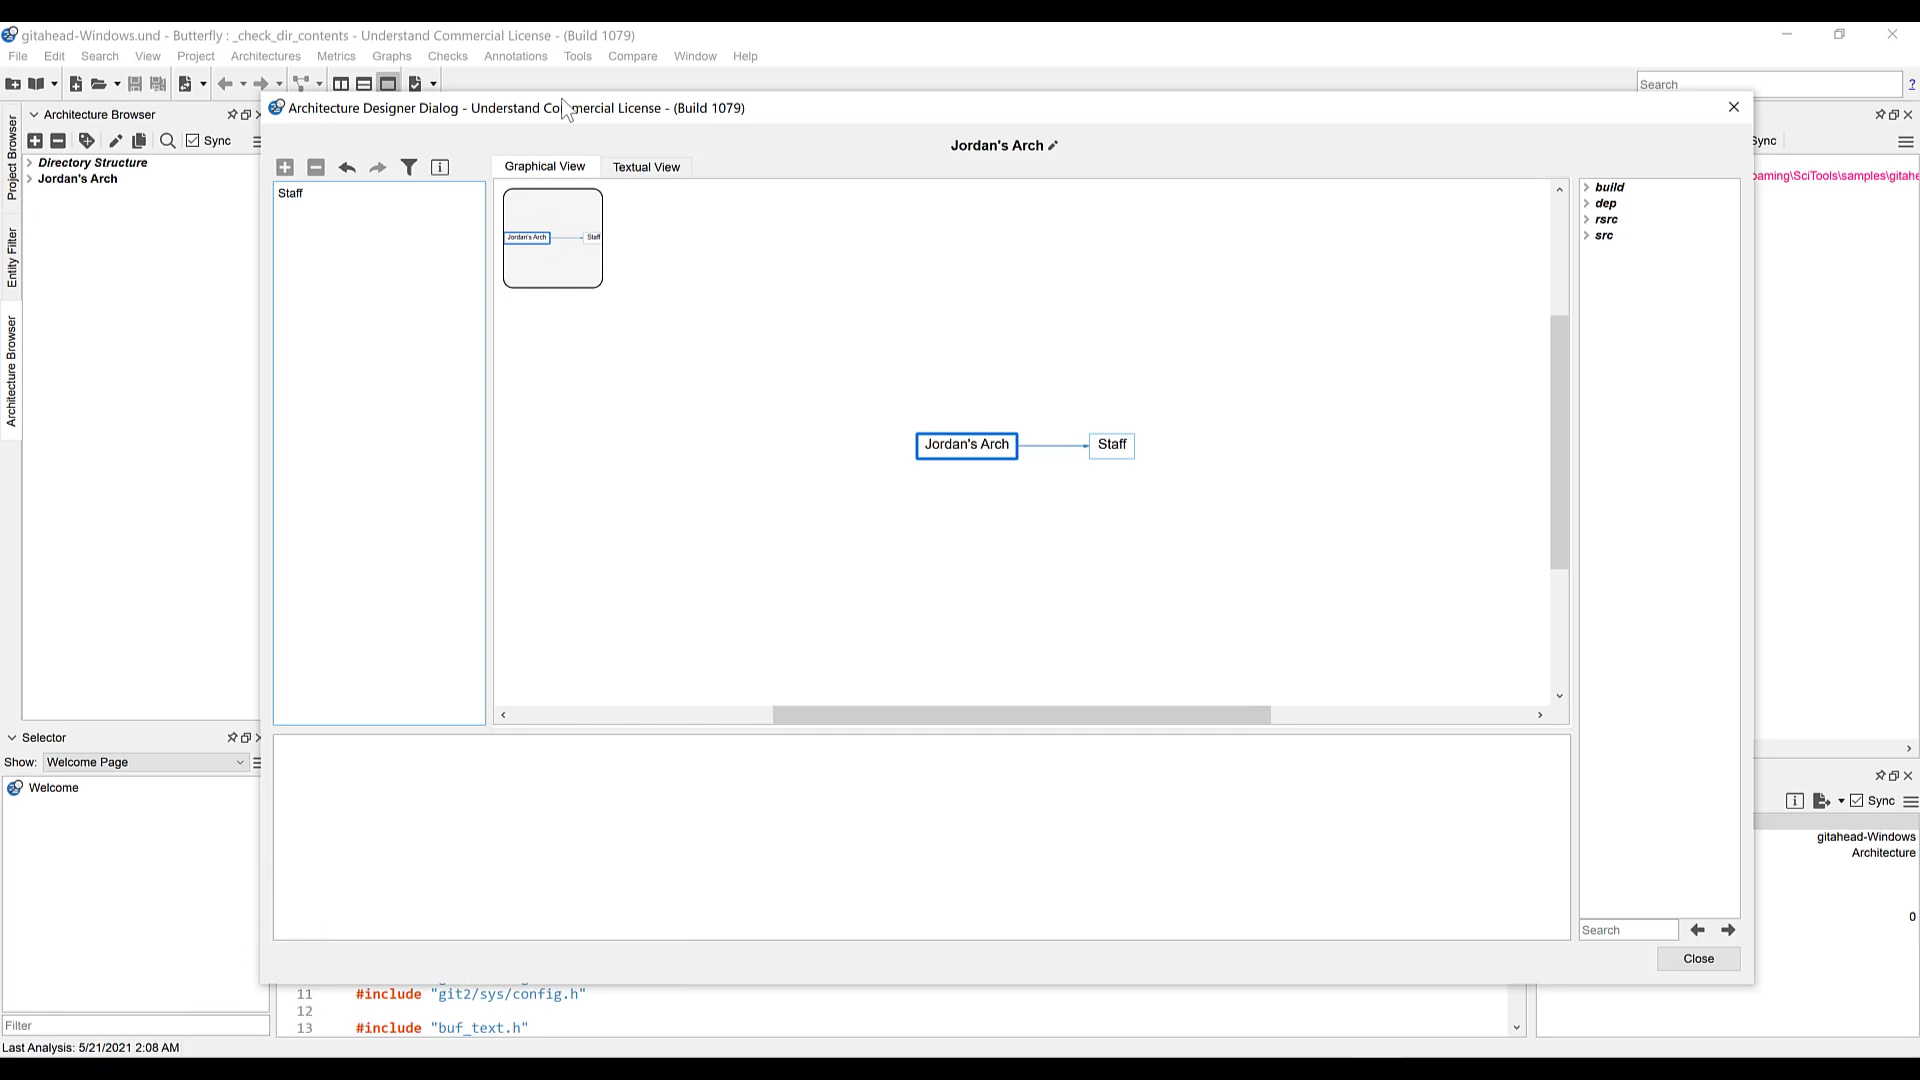 gitahead-Windows.und - Butterfly : _check_dir_contents - Understand Commercial License - (Build 1079)
File Edit Search View Project Architectures Metrics Graphs Checks Annotations Tools Compare Window Help
Search ?
Architecture Browser
Sync
Directory Structure
Jordan's Arch
Project Browser
Entity Filter
Architecture Browser
Architecture Designer Dialog - Understand Commercial License - (Build 1079)
Jordan's Arch
Graphical View Textual View
Staff
Jordan's Arch Staff
Jordan's Arch Staff
build
dep
rsrc
src
Search
Close
Sync
\SciTools\samples\gitahe
Selector
Show: Welcome Page
Welcome
Filter
Last Analysis: 5/21/2021 2:08 AM
11 #include "git2/sys/config.h"
12
13 #include "buf_text.h"
Sync
gitahead-Windows
Architecture
0